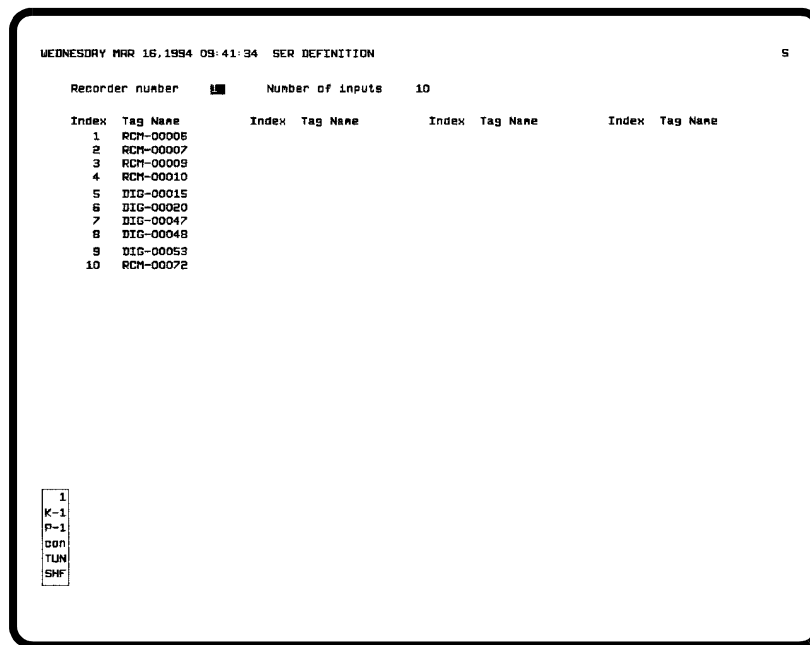 WEDNESDAY MAR 16,1994 09:41:34 SER DEFINITION S
Recorder number 1 Number of inputs 10
Index Tag Name Index Tag Name Index Tag Name Index Tag Name
1 RCM-00006
2 RCM-00007
3 RCM-00009
4 RCM-00010
5 DIG-00015
6 DIG-00020
7 DIG-00047
8 DIG-00048
9 DIG-00053
10 RCM-00072
1
K-1
P-1
con
TUN
SHF